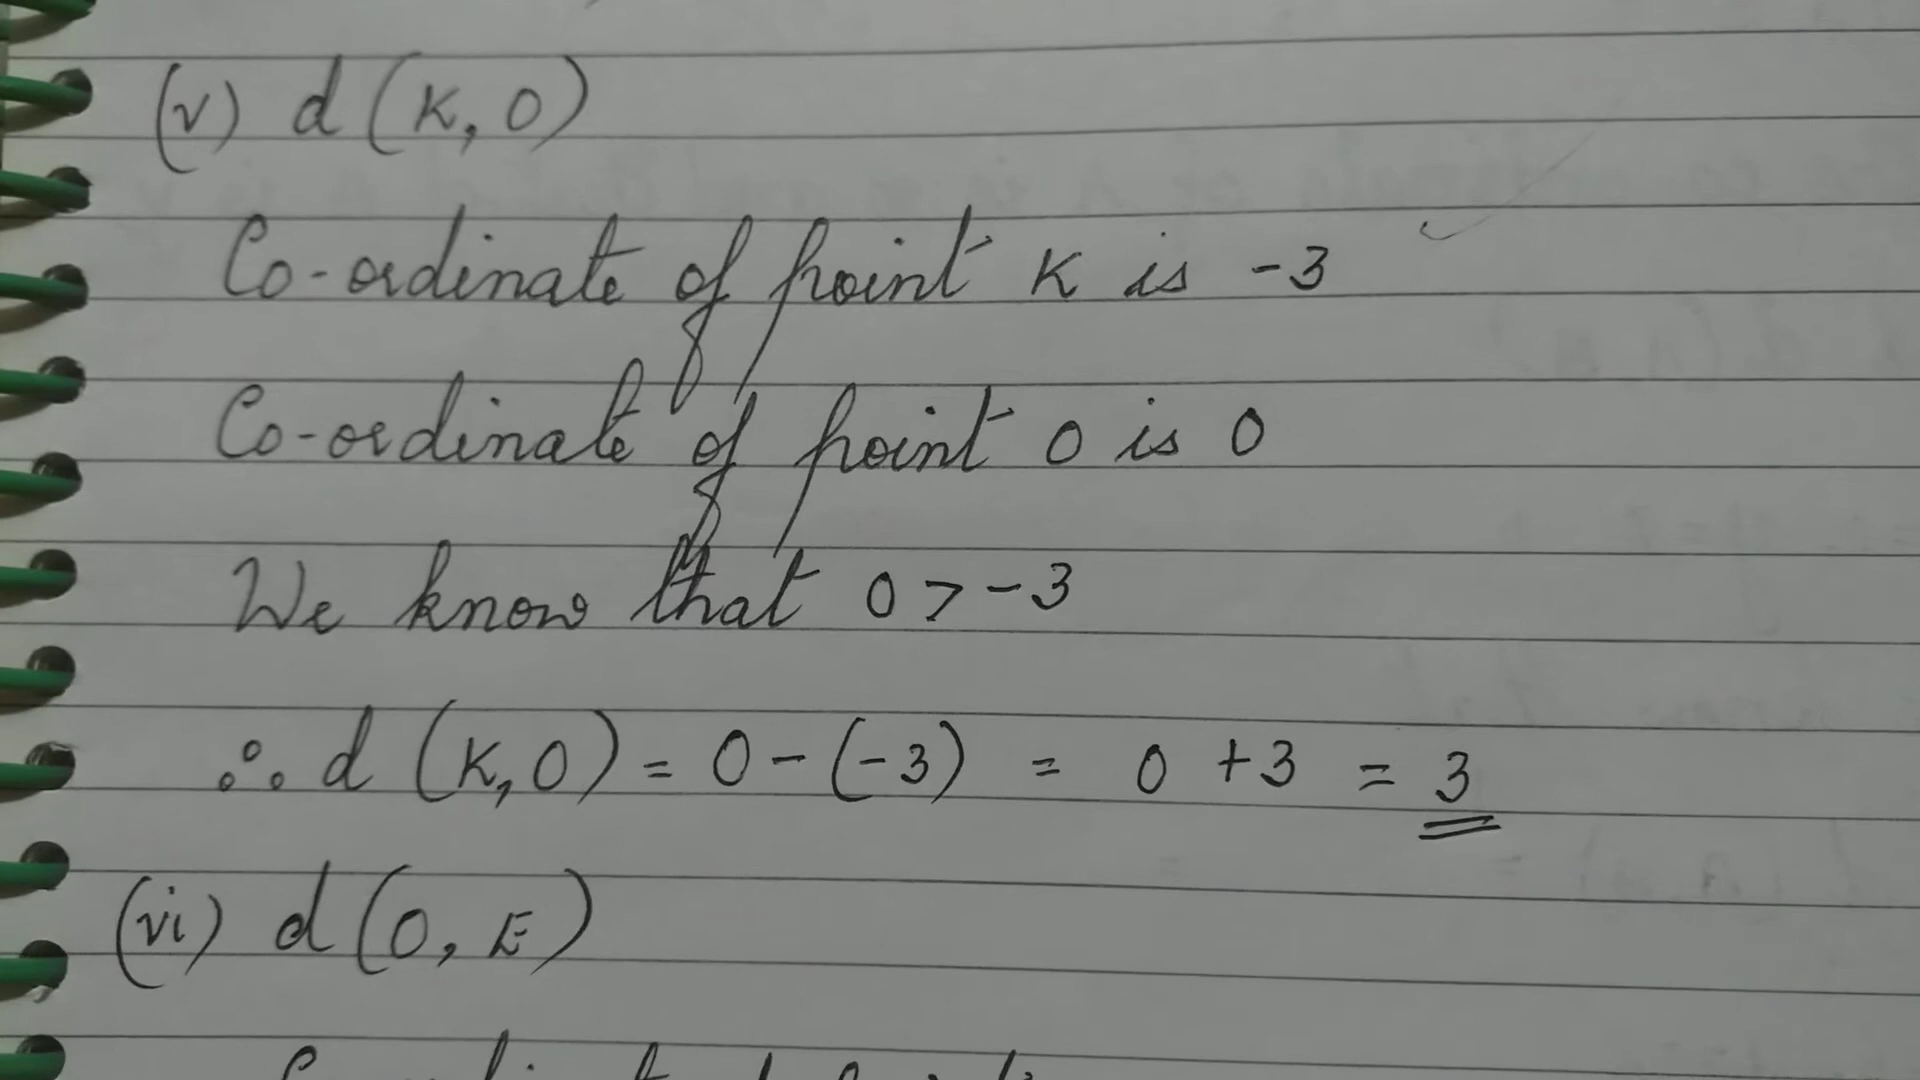 (v) d (K, O)
Co-ordinate of point K is -3
Co-ordinate of point O is 0
We know that 0 > -3
∴ d (K, O) = 0 - (-3) = 0 + 3 = 3
(vi) d (O, E)